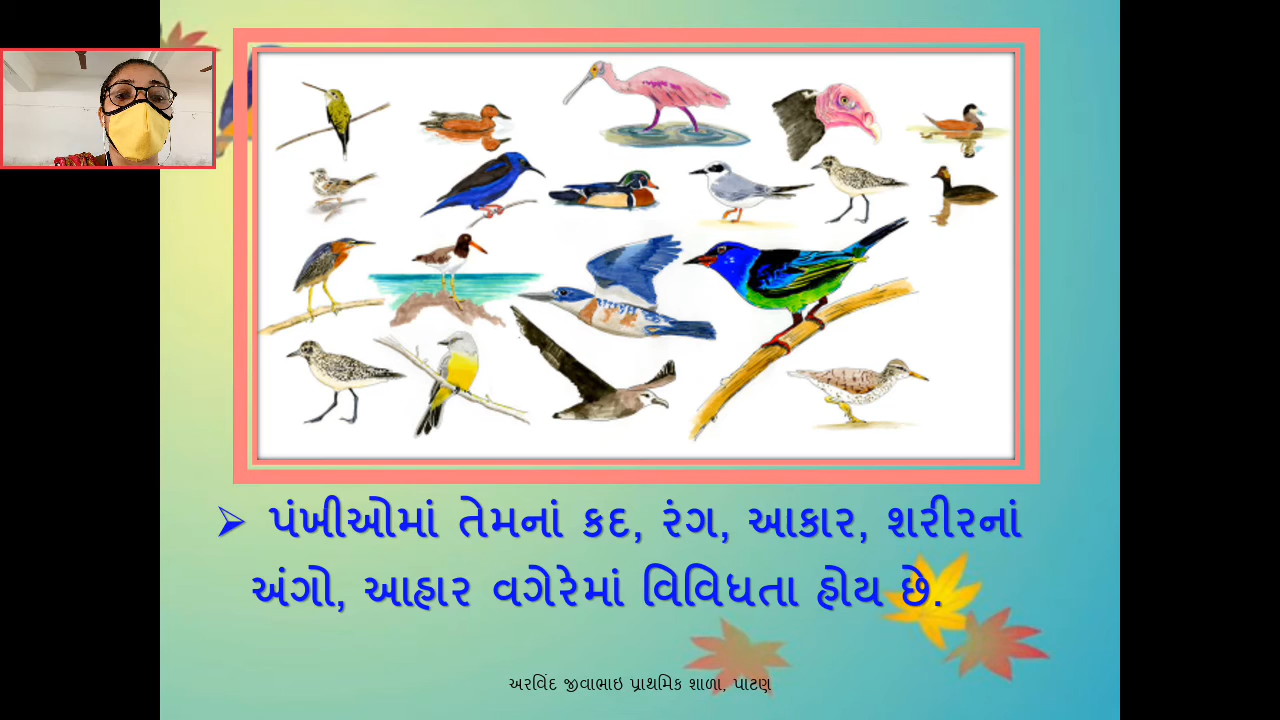 ➢ પંખીઓમાં તેમનાં કદ, રંગ, આકાર, શરીરનાં
અંગો, આહાર વગેરેમાં વિવિધતા હોય છે.
અરવિંદ જીવાભાઇ પ્રાથમિક શાળા, પાટણ